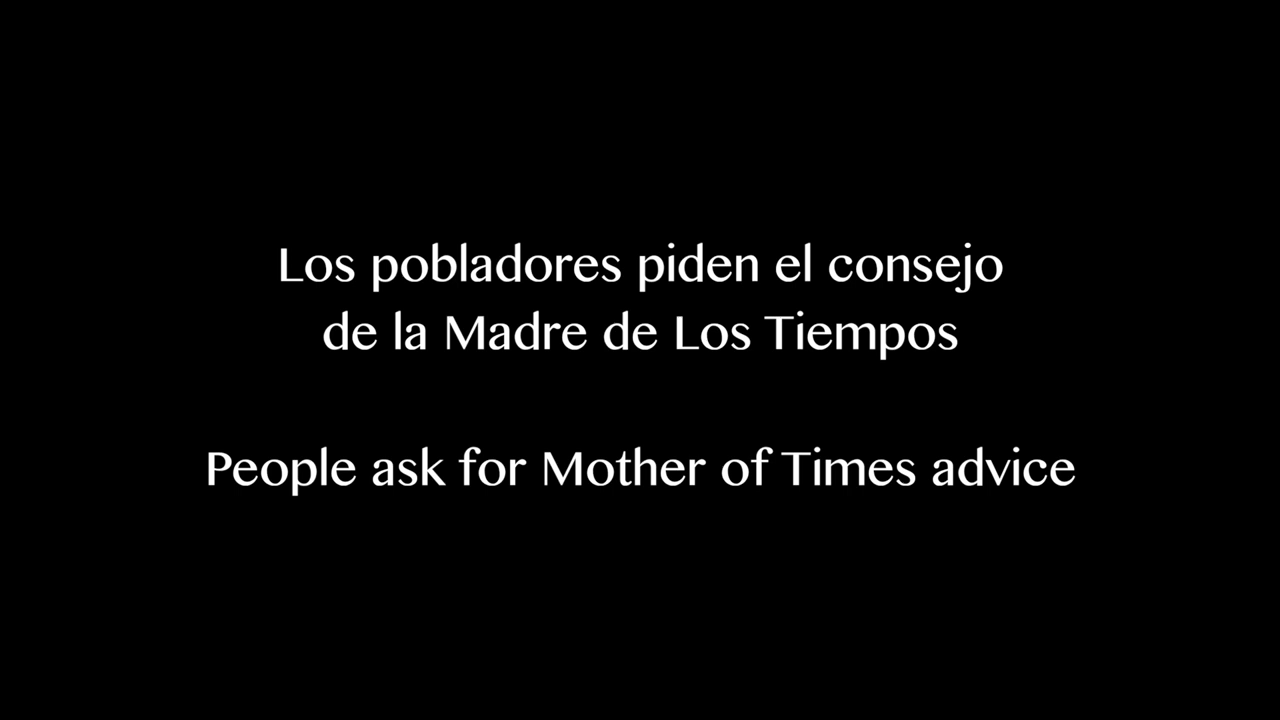 Los pobladores piden el consejo
de la Madre de Los Tiempos
People ask for Mother of Times advice